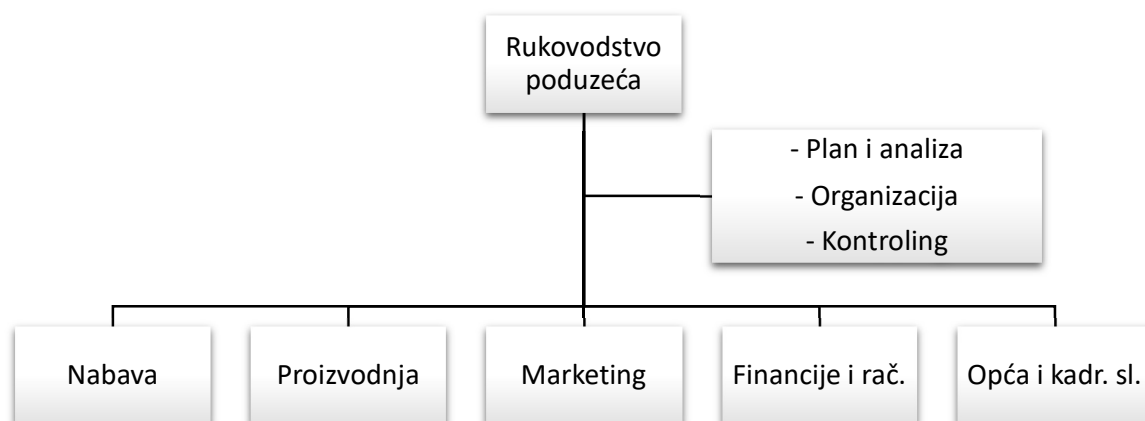 Rukovodstvo
poduzeća
- Plan i analiza
- Organizacija
- Kontroling
Nabava
Proizvodnja
Marketing
Financije i rač.
Opća i kadr. sl.